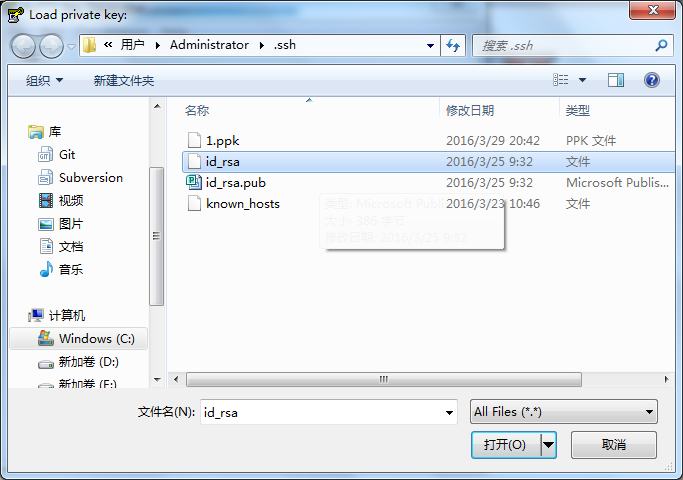 Load private key:
« 用户 Administrator .ssh
搜索 .ssh
组织 新建文件夹
名称 修改日期 类型
库
Git
Subversion
视频
图片
文档
音乐
计算机
Windows (C:)
新加卷 (D:)
新加卷 (E:)
1.ppk 2016/3/29 20:42 PPK 文件
id_rsa 2016/3/25 9:32 文件
id_rsa.pub 2016/3/25 9:32 Microsoft Publis...
known_hosts 2016/3/23 10:46 文件
类型: Microsoft Publis
大小: 386 字节
修改日期: 2016/3/25 9:32
文件名(N): id_rsa All Files (*.*)
打开(O) 取消